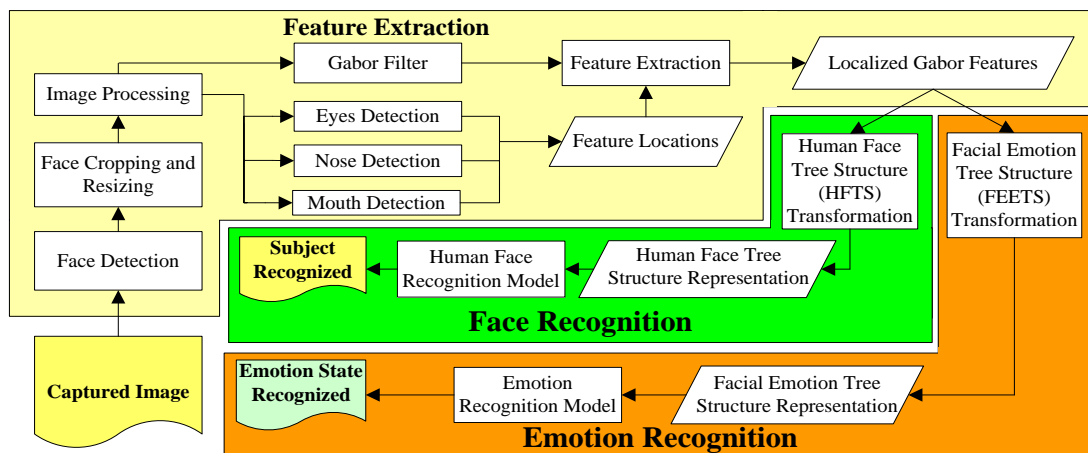 Feature Extraction
Gabor Filter
Feature Extraction
Localized Gabor Features
Image Processing
Eyes Detection
Feature Locations
Nose Detection
Mouth Detection
Face Cropping and
Resizing
Face Detection
Captured Image
Human Face
Tree Structure
(HFTS)
Transformation
Facial Emotion
Tree Structure
(FEETS)
Transformation
Subject
Recognized
Human Face
Recognition Model
Human Face Tree
Structure Representation
Face Recognition
Emotion State
Recognized
Emotion
Recognition Model
Facial Emotion Tree
Structure Representation
Emotion Recognition